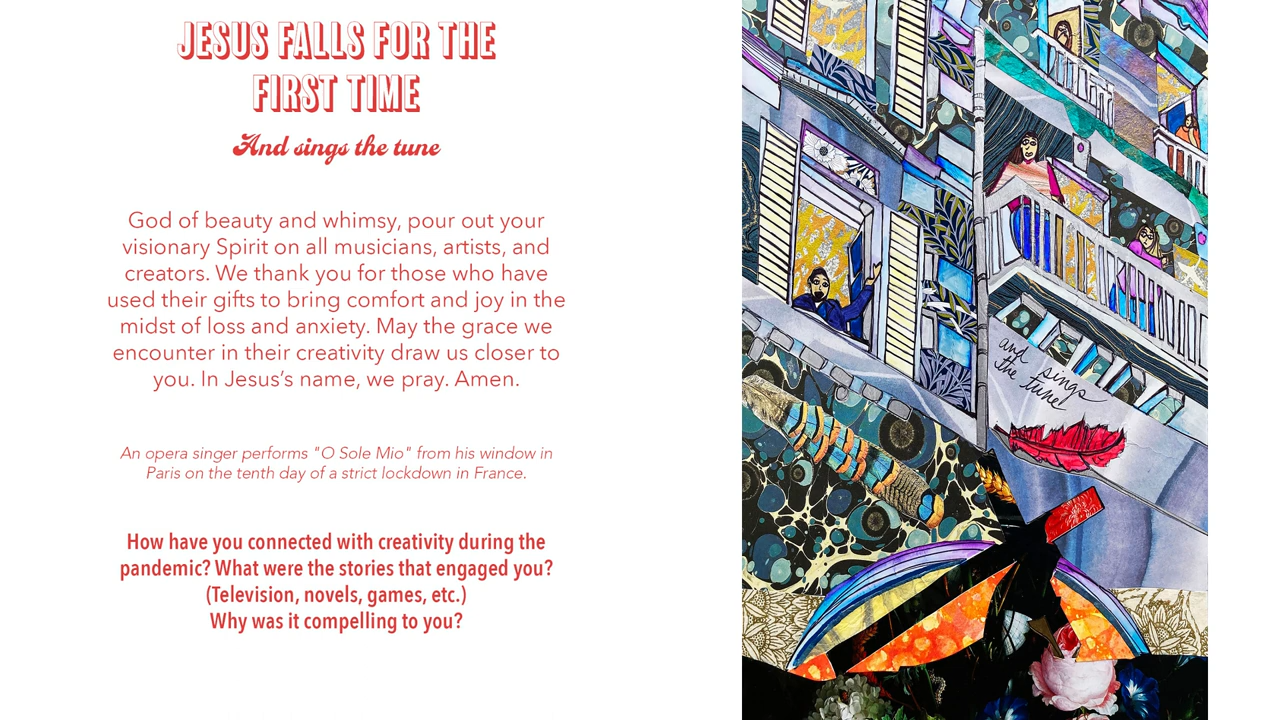 JESUS FALLS FOR THE
FIRST TIME
And sings the tune
God of beauty and whimsy, pour out your
visionary Spirit on all musicians, artists, and
creators. We thank you for those who have
used their gifts to bring comfort and joy in the
midst of loss and anxiety. May the grace we
encounter in their creativity draw us closer to
you. In Jesus's name, we pray. Amen.
An opera singer performs "O Sole Mio" from his window in
Paris on the tenth day of a strict lockdown in France.
How have you connected with creativity during the
pandemic? What were the stories that engaged you?
(Television, novels, games, etc.)
Why was it compelling to you?
and sings
the tune